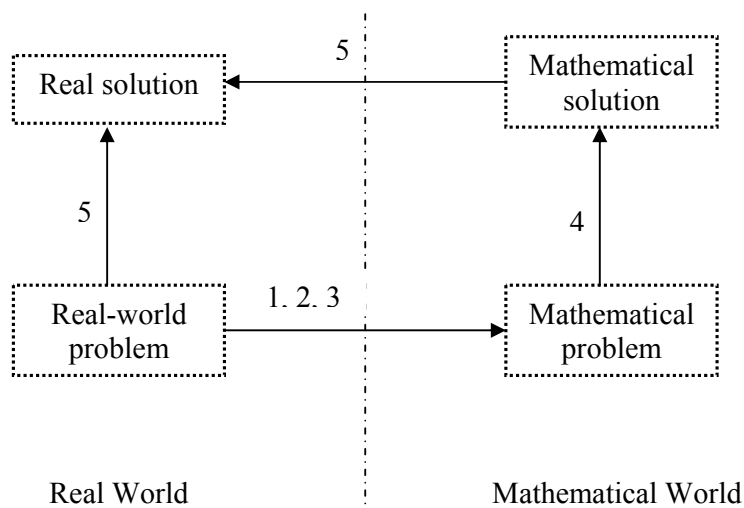 5
Real solution
Mathematical
solution
5
4
1, 2, 3
Real-world
problem
Mathematical
problem
Real World
Mathematical World